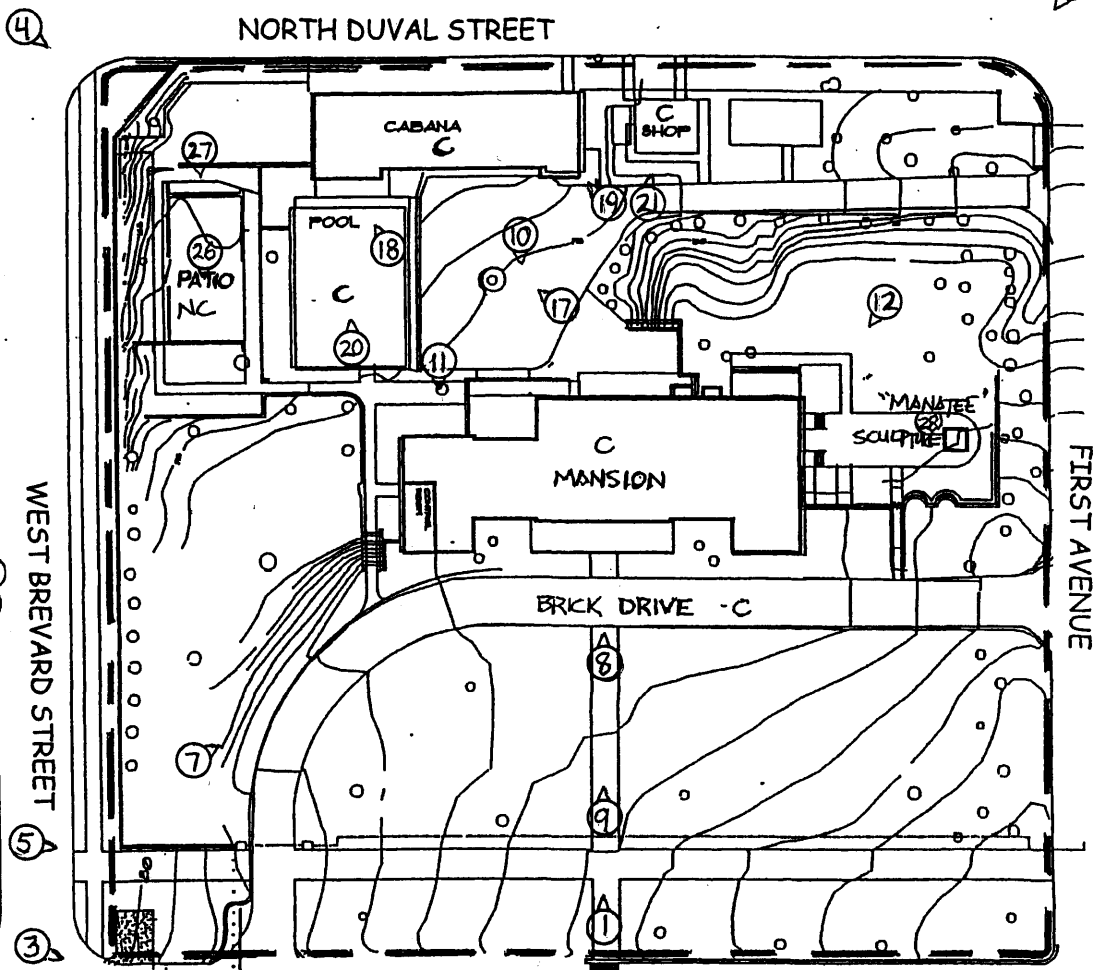 4
NORTH DUVAL STREET
CABANA
C
C
SHOP
27
19
21
POOL
18
10
26
PATIO
NC
C
17
12
20
11
"MANATEE"
28
SCULPTURE
C
MANSION
FIRST AVENUE
WEST BREVARD STREET
BRICK DRIVE - C
8
7
9
5
1
3